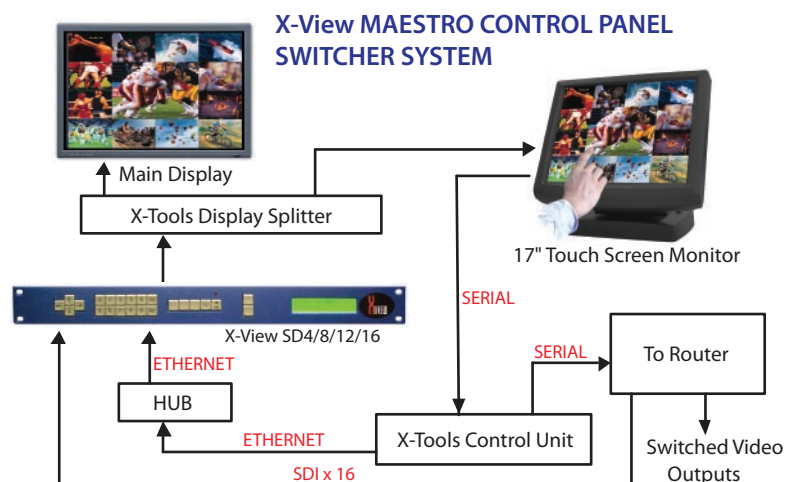 X-View MAESTRO CONTROL PANEL
SWITCHER SYSTEM
Main Display
X-Tools Display Splitter
17" Touch Screen Monitor
X-View SD4/8/12/16
SERIAL
ETHERNET
SERIAL
To Router
HUB
ETHERNET
X-Tools Control Unit
Switched Video
Outputs
SDI x 16